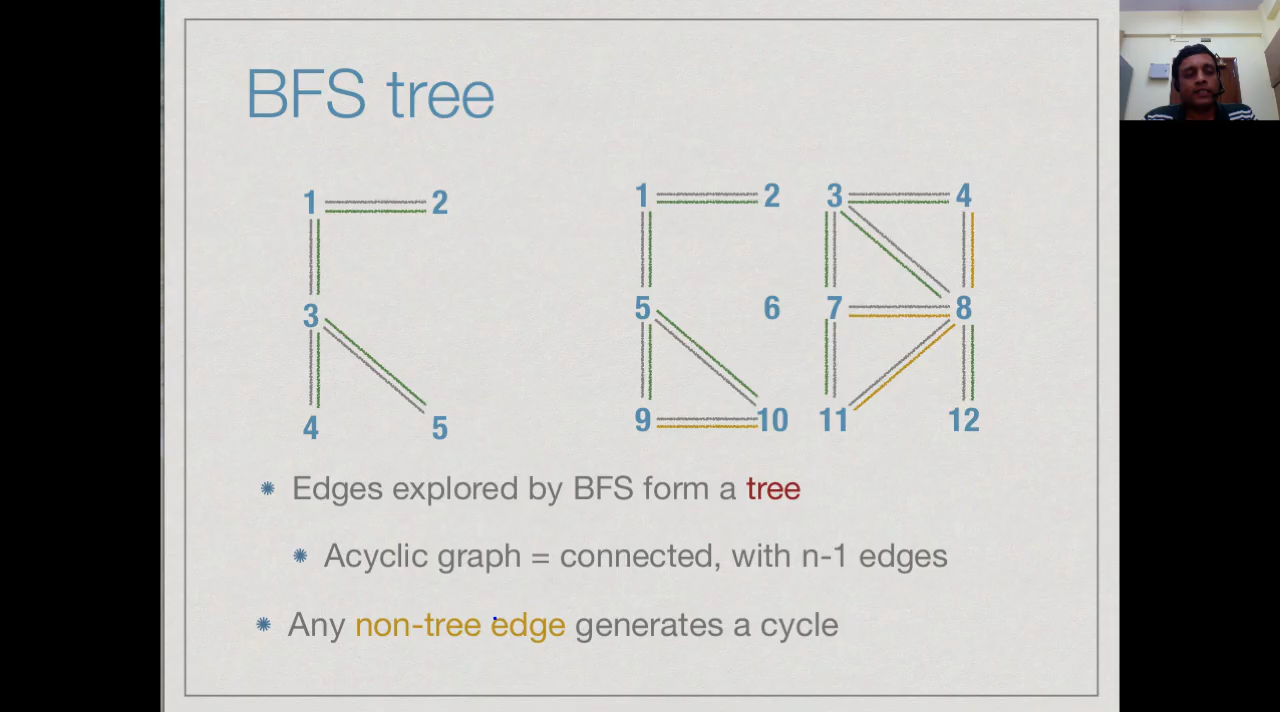 BFS tree
1 2
3
4 5
1 2 3 4
5 6 7 8
9 10 11 12
Edges explored by BFS form a tree
Acyclic graph = connected, with n-1 edges
Any non-tree edge generates a cycle